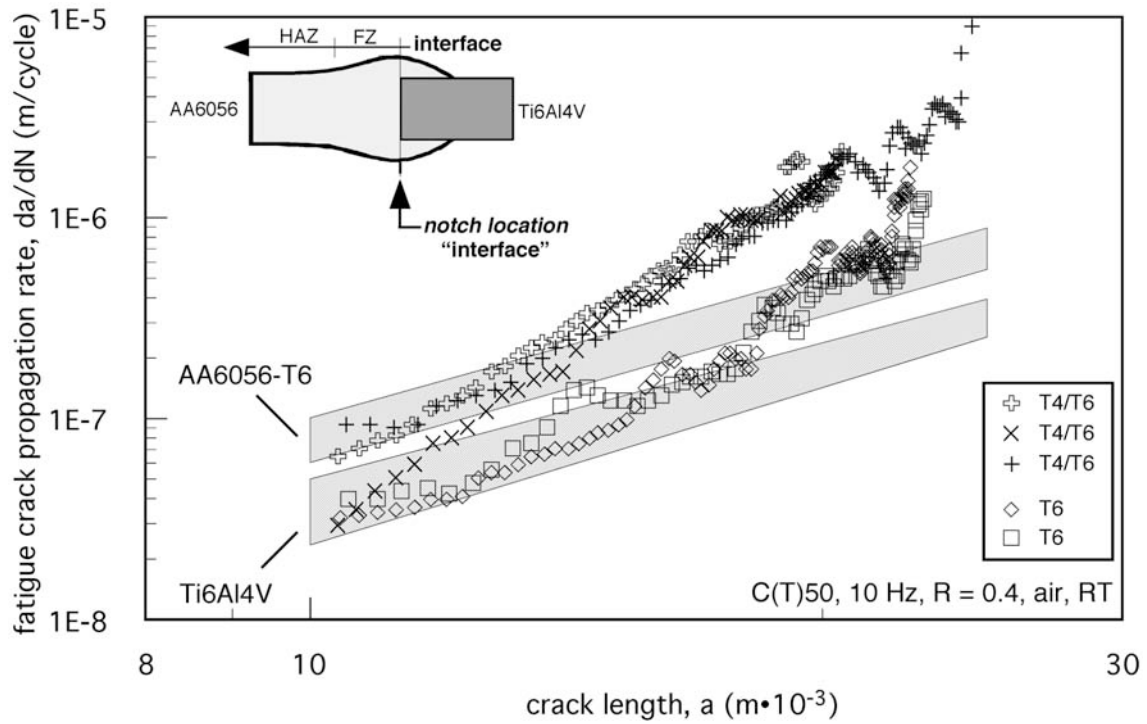 1E-5
1E-6
1E-7
1E-8
fatigue crack propagation rate, da/dN (m/cycle)
HAZ
FZ
interface
AA6056
Ti6Al4V
notch location
“interface”
AA6056-T6
Ti6Al4V
T4/T6
T4/T6
T4/T6
T6
T6
C(T)50, 10 Hz, R = 0.4, air, RT
8
10
30
crack length, a (m•10-3)